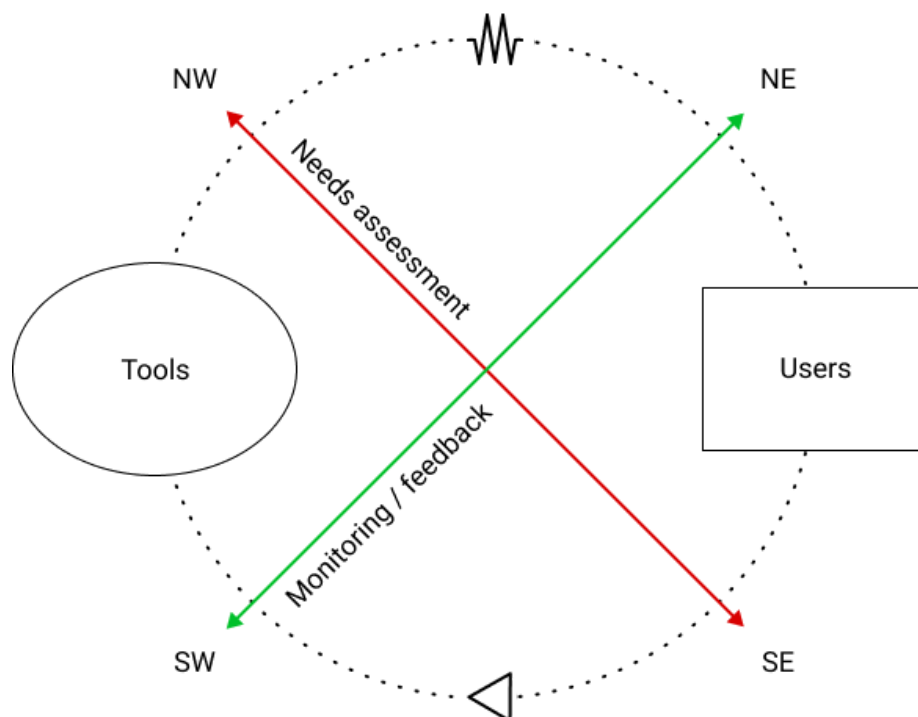 NW
NE
Needs assessment
Tools
Users
Monitoring / feedback
SW
SE